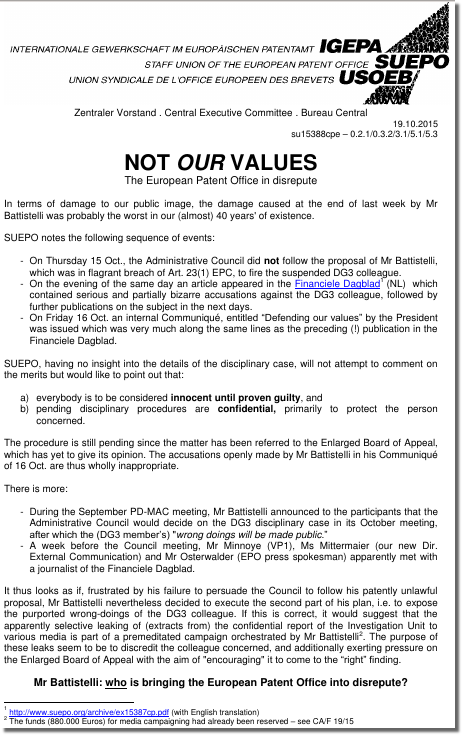 INTERNATIONALE GEWERKSCHAFT IM EUROPÄISCHEN PATENTAMT IGEPA
STAFF UNION OF THE EUROPEAN PATENT OFFICE SUEPO
UNION SYNDICALE DE L'OFFICE EUROPEEN DES BREVETS USOEB
Zentraler Vorstand . Central Executive Committee . Bureau Central
19.10.2015
su15388cpe – 0.2.1/0.3.2/3.1/5.1/5.3
NOT OUR VALUES
The European Patent Office in disrepute
In terms of damage to our public image, the damage caused at the end of last week by Mr
Battistelli was probably the worst in our (almost) 40 years' of existence.
SUEPO notes the following sequence of events:
- On Thursday 15 Oct., the Administrative Council did not follow the proposal of Mr Battistelli,
which was in flagrant breach of Art. 23(1) EPC, to fire the suspended DG3 colleague.
- On the evening of the same day an article appeared in the Financiele Dagblad1 (NL) which
contained serious and partially bizarre accusations against the DG3 colleague, followed by
further publications on the subject in the next days.
- On Friday 16 Oct. an internal Communiqué, entitled “Defending our values” by the President
was issued which was very much along the same lines as the preceding (!) publication in the
Financiele Dagblad.
SUEPO, having no insight into the details of the disciplinary case, will not attempt to comment on
the merits but would like to point out that:
a) everybody is to be considered innocent until proven guilty, and
b) pending disciplinary procedures are confidential, primarily to protect the person
concerned.
The procedure is still pending since the matter has been referred to the Enlarged Board of Appeal,
which has yet to give its opinion. The accusations openly made by Mr Battistelli in his Communiqué
of 16 Oct. are thus wholly inappropriate.
There is more:
- During the September PD-MAC meeting, Mr Battistelli announced to the participants that the
Administrative Council would decide on the DG3 disciplinary case in its October meeting,
after which the (DG3 member's) "wrong doings will be made public."
- A week before the Council meeting, Mr Minnoye (VP1), Ms Mittermaier (our new Dir.
External Communication) and Mr Osterwalder (EPO press spokesman) apparently met with
a journalist of the Financiele Dagblad.
It thus looks as if, frustrated by his failure to persuade the Council to follow his patently unlawful
proposal, Mr Battistelli nevertheless decided to execute the second part of his plan, i.e. to expose
the purported wrong-doings of the DG3 colleague. If this is correct, it would suggest that the
apparently selective leaking of (extracts from) the confidential report of the Investigation Unit to
various media is part of a premeditated campaign orchestrated by Mr Battistelli2. The purpose of
these leaks seem to be to discredit the colleague concerned, and additionally exerting pressure on
the Enlarged Board of Appeal with the aim of "encouraging" it to come to the “right” finding.
Mr Battistelli: who is bringing the European Patent Office into disrepute?
1 http://www.suepo.org/archive/ex15387cp.pdf (with English translation)
2 The funds (880.000 Euros) for media campaigning had already been reserved – see CA/F 19/15